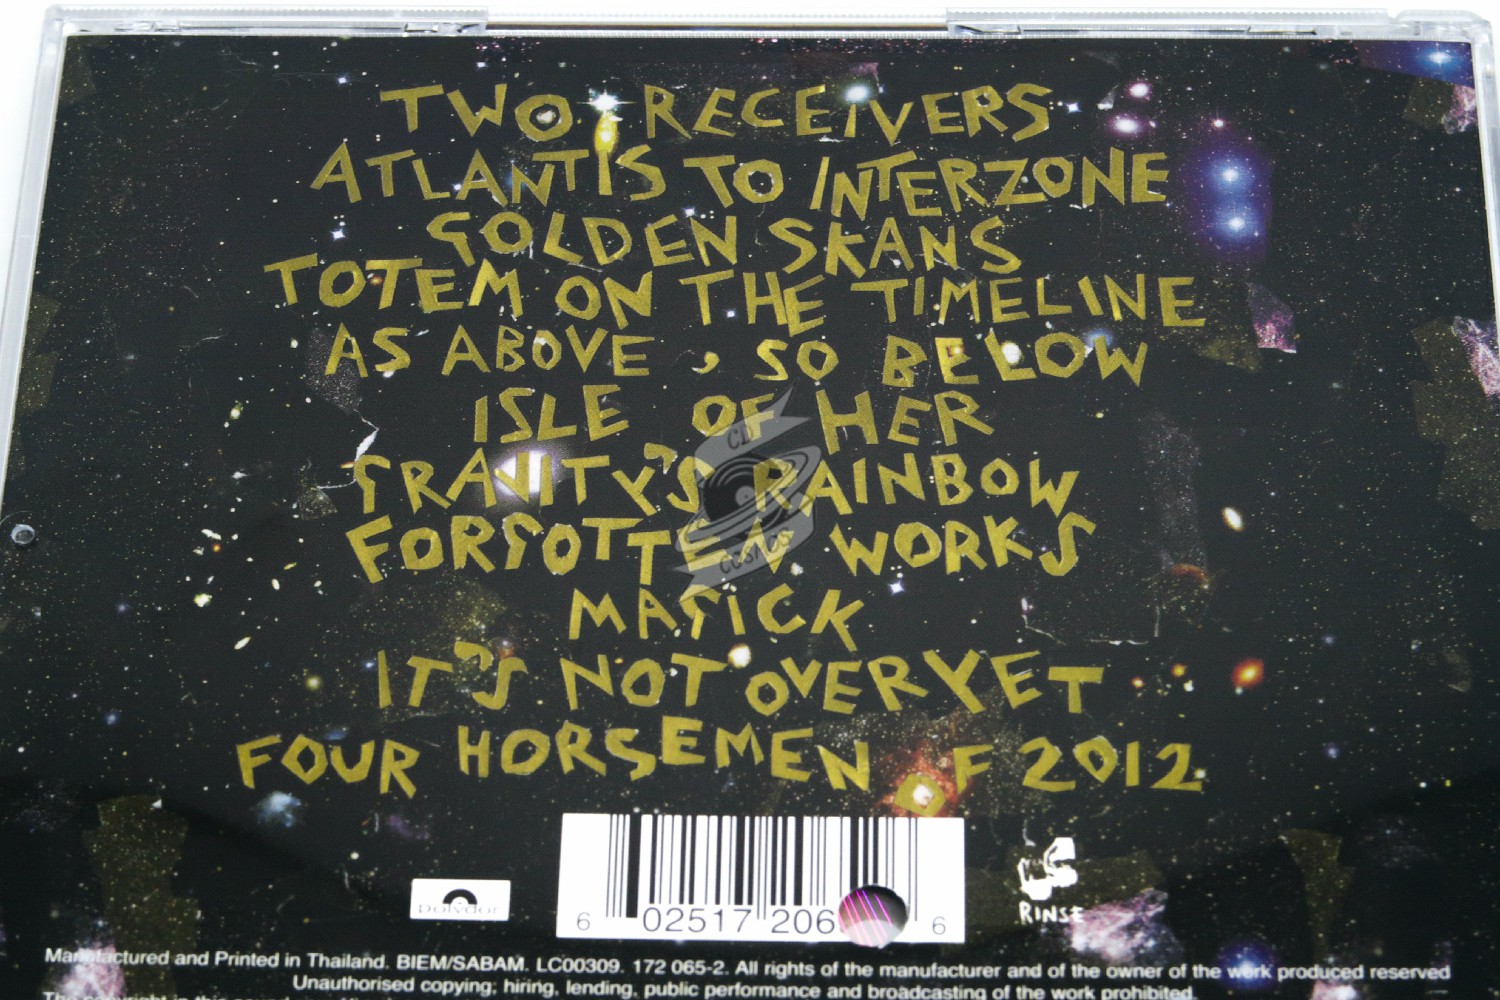 TWO RECEIVERS
ATLANTIS TO INTERZONE
GOLDEN SKANS
TOTEM ON THE TIMELINE
AS ABOVE, SO BELOW
ISLE OF HER
GRAVITY'S RAINBOW
FORGOTTEN WORKS
MAGICK
IT'S NOT OVER YET
FOUR HORSEMEN OF 2012
CD
COSMOS
polydor
6 02517 206 6
RINSE
Manufactured and Printed in Thailand. BIEM/SABAM. LC00309. 172 065-2. All rights of the manufacturer and of the owner of the work produced reserved
Unauthorised copying; hiring, lending, public performance and broadcasting of the work prohibited.